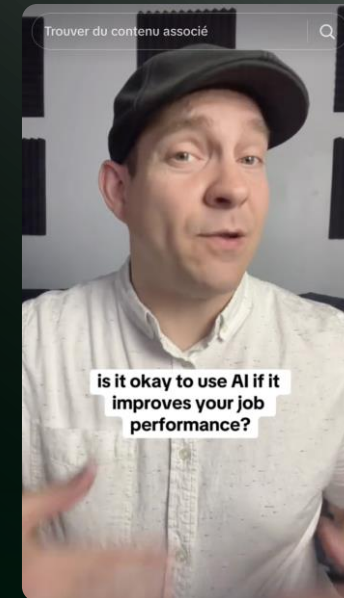 Trouver du contenu associé
is it okay to use AI if it
improves your job
performance?